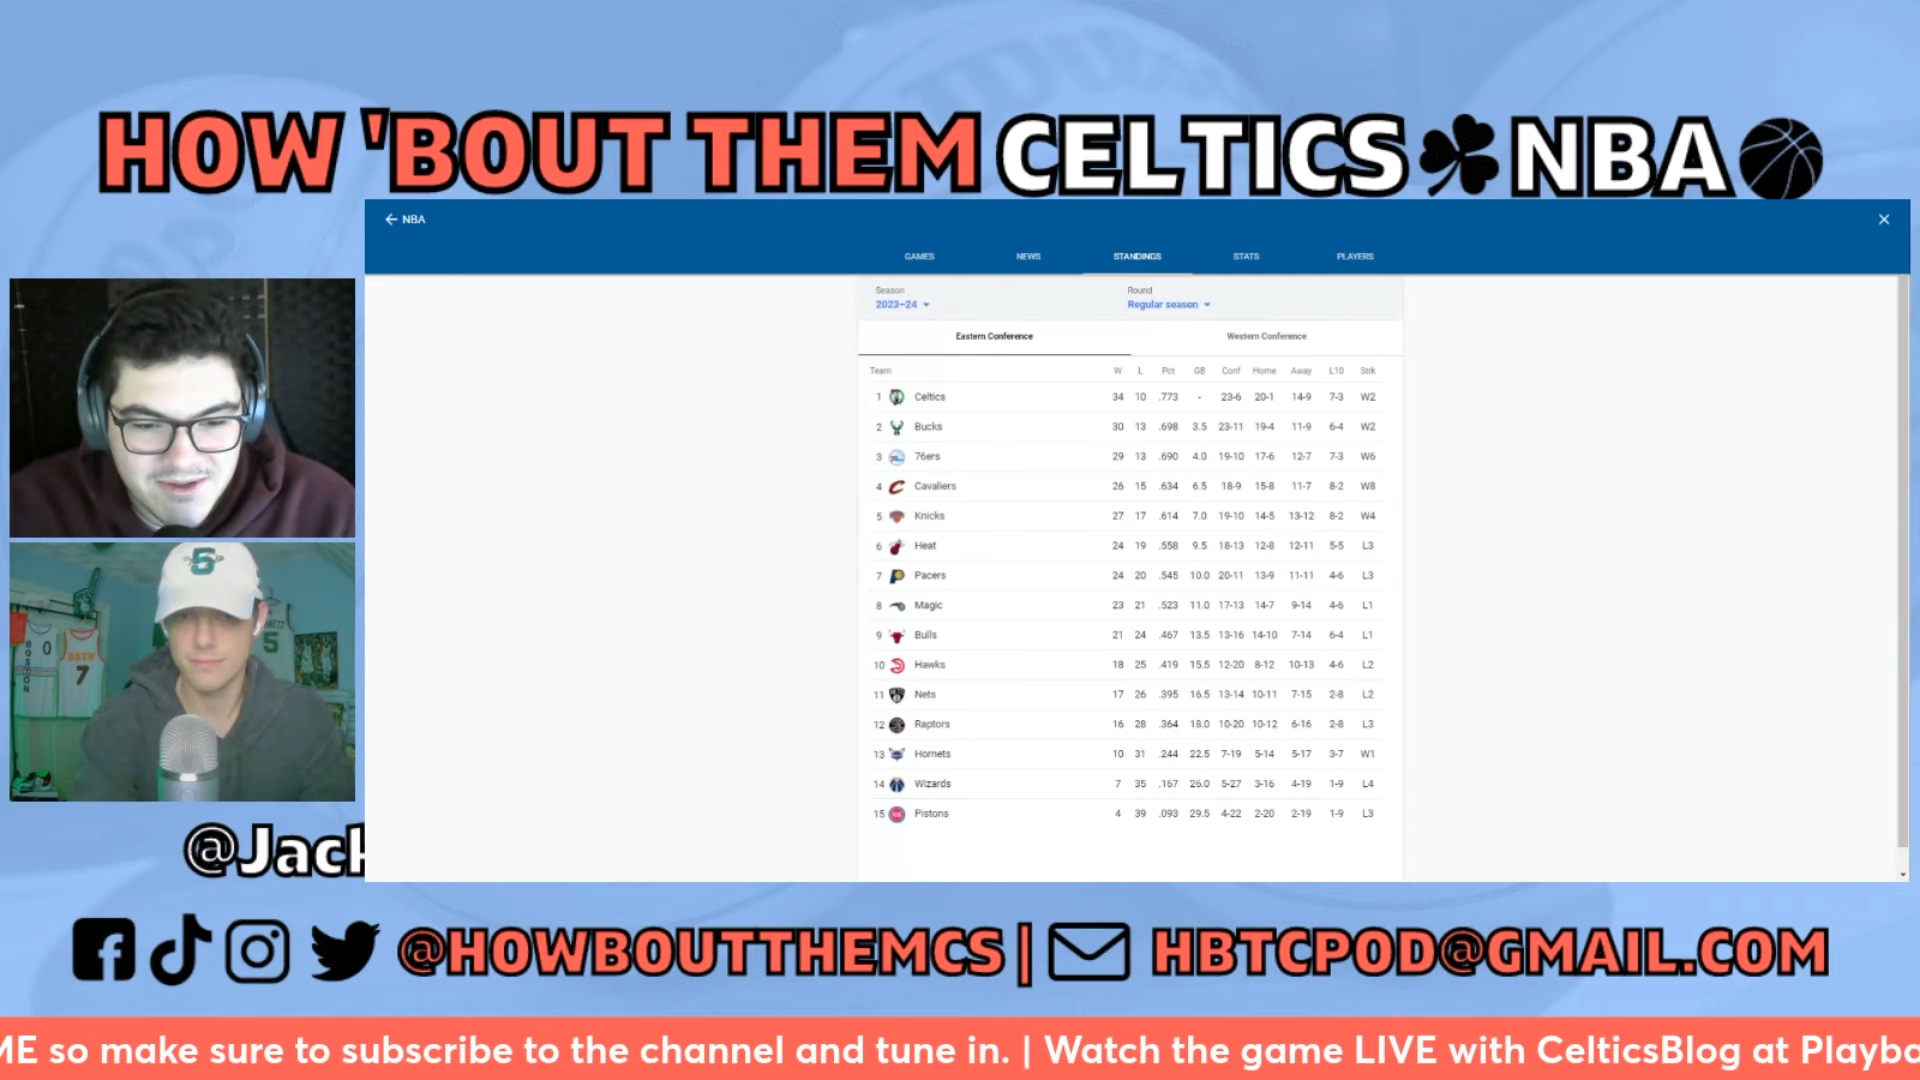 HOW 'BOUT THEM CELTICS NBA
NBA
GAMES NEWS STANDINGS STATS PLAYERS
Season Round
2023–24 Regular season
Eastern Conference Western Conference
Team W L Pct GB Conf Home Away L10 Strk
1 Celtics 34 10 .773 - 23-6 20-1 14-9 7-3 W2
2 Bucks 30 13 .698 3.5 23-11 19-4 11-9 6-4 W2
3 76ers 29 13 .690 4.0 19-10 17-6 12-7 7-3 W6
4 Cavaliers 26 15 .634 6.5 18-9 15-8 11-7 8-2 W8
5 Knicks 27 17 .614 7.0 19-10 14-5 13-12 8-2 W4
6 Heat 24 19 .558 9.5 18-13 12-8 12-11 5-5 L3
7 Pacers 24 20 .545 10.0 20-11 13-9 11-11 4-6 L3
8 Magic 23 21 .523 11.0 17-13 14-7 9-14 4-6 L1
9 Bulls 21 24 .467 13.5 13-16 14-10 7-14 6-4 L1
10 Hawks 18 25 .419 15.5 12-20 8-12 10-13 4-6 L2
11 Nets 17 26 .395 16.5 13-14 10-11 7-15 2-8 L2
12 Raptors 16 28 .364 18.0 10-20 10-12 6-16 2-8 L3
13 Hornets 10 31 .244 22.5 7-19 5-14 5-17 3-7 W1
14 Wizards 7 35 .167 26.0 5-27 3-16 4-19 1-9 L4
15 Pistons 4 39 .093 29.5 4-22 2-20 2-19 1-9 L3
5
BOSTON 0
7
5
@Jack
@HOWBOUTTHEMCS | HBTCPOD@GMAIL.COM
ME so make sure to subscribe to the channel and tune in. | Watch the game LIVE with CelticsBlog at Playba